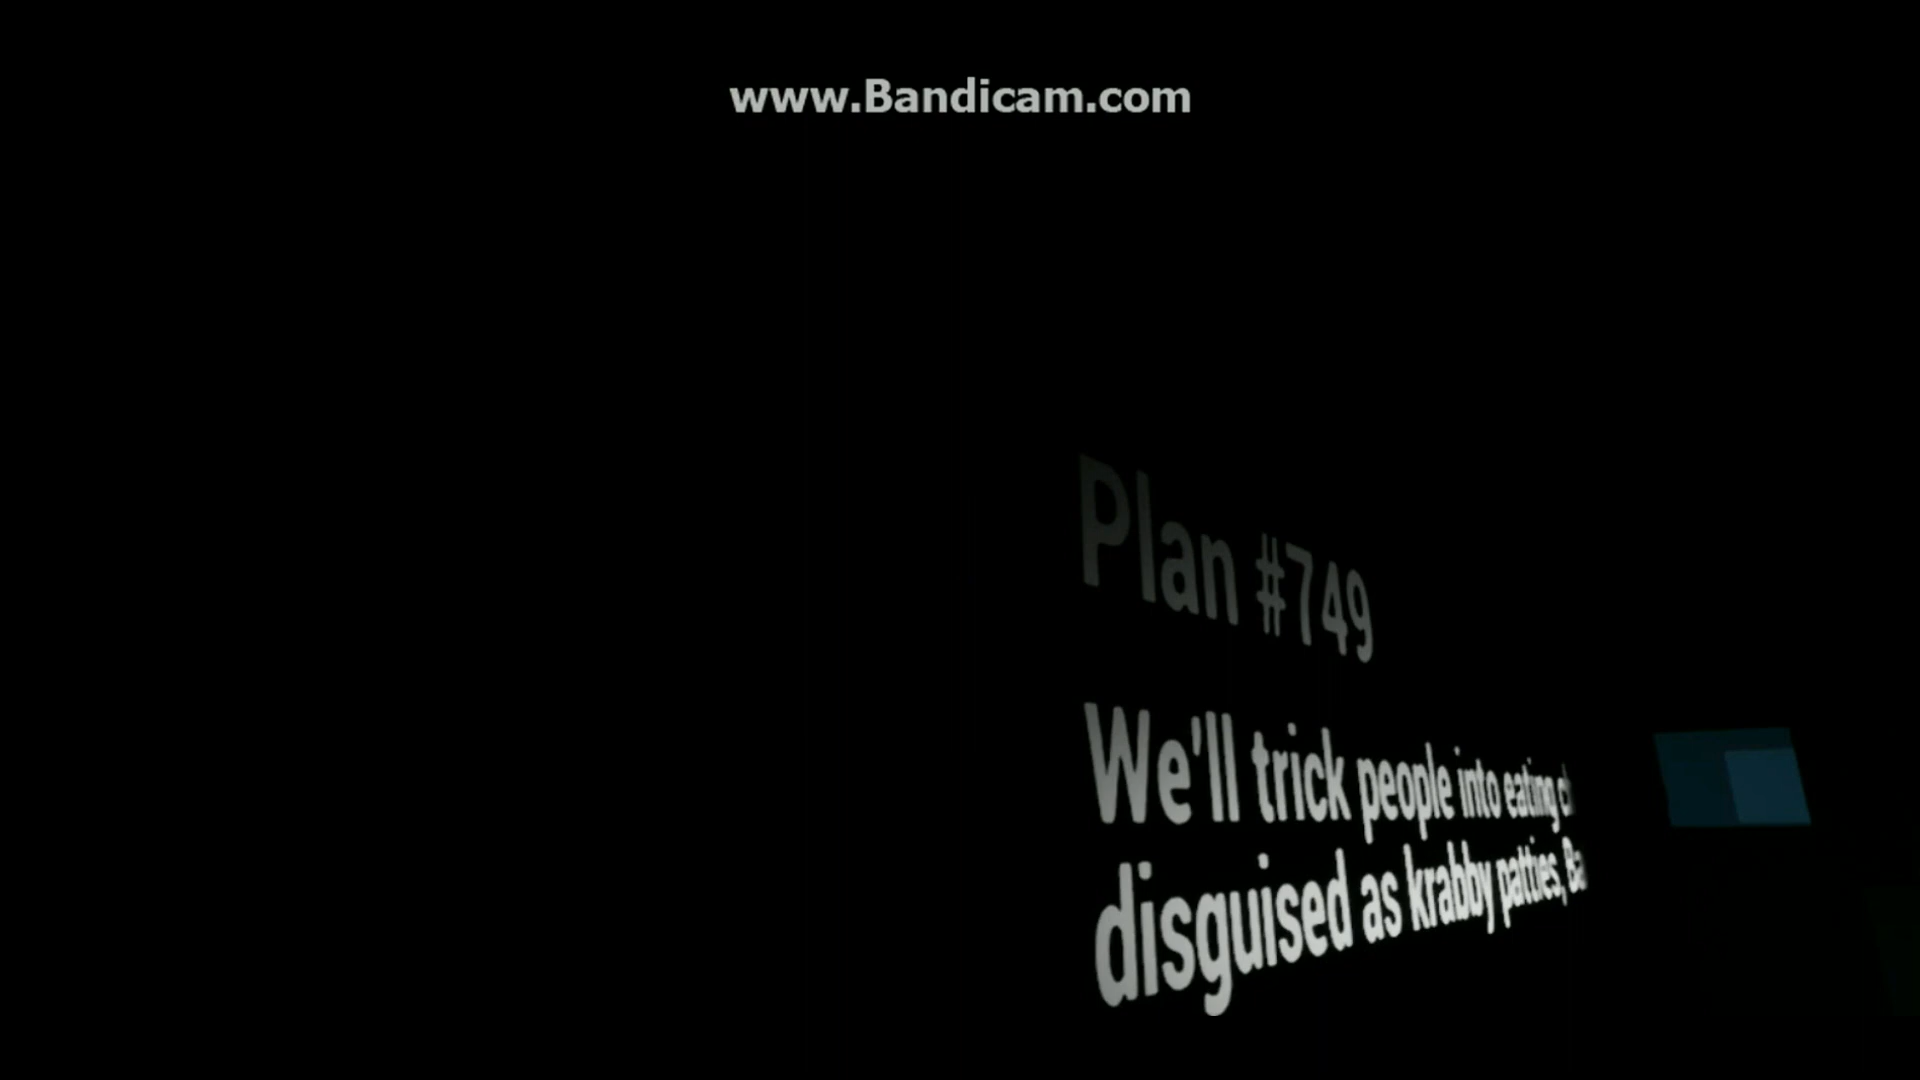 www.Bandicam.com
Plan #749
We'll trick people into eating
disguised as krabby patties,